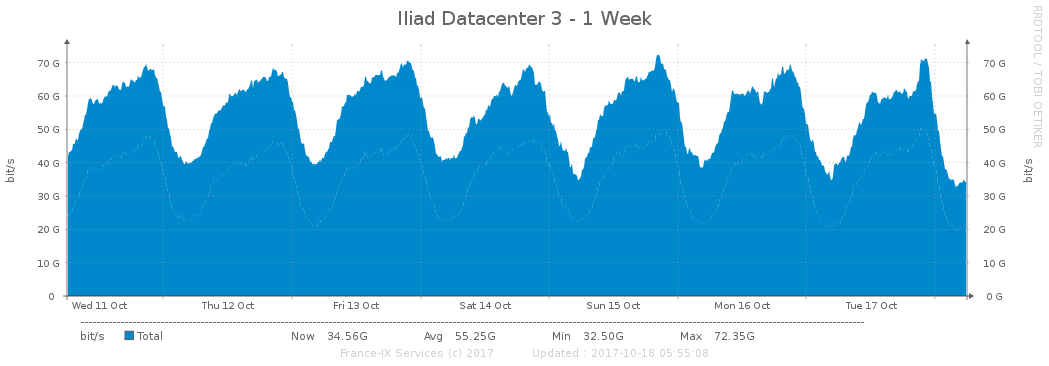 Iliad Datacenter 3 - 1 Week
RRDTOOL / TOBI OETIKER
70 G 70 G
60 G 60 G
50 G 50 G
40 G 40 G
30 G 30 G
20 G 20 G
10 G 10 G
0 0 G
bit/s bit/s
Wed 11 Oct Thu 12 Oct Fri 13 Oct Sat 14 Oct Sun 15 Oct Mon 16 Oct Tue 17 Oct
bit/s Total Now 34.56G Avg 55.25G Min 32.50G Max 72.35G
France-IX Services (c) 2017 Updated : 2017-10-18 05:55:08